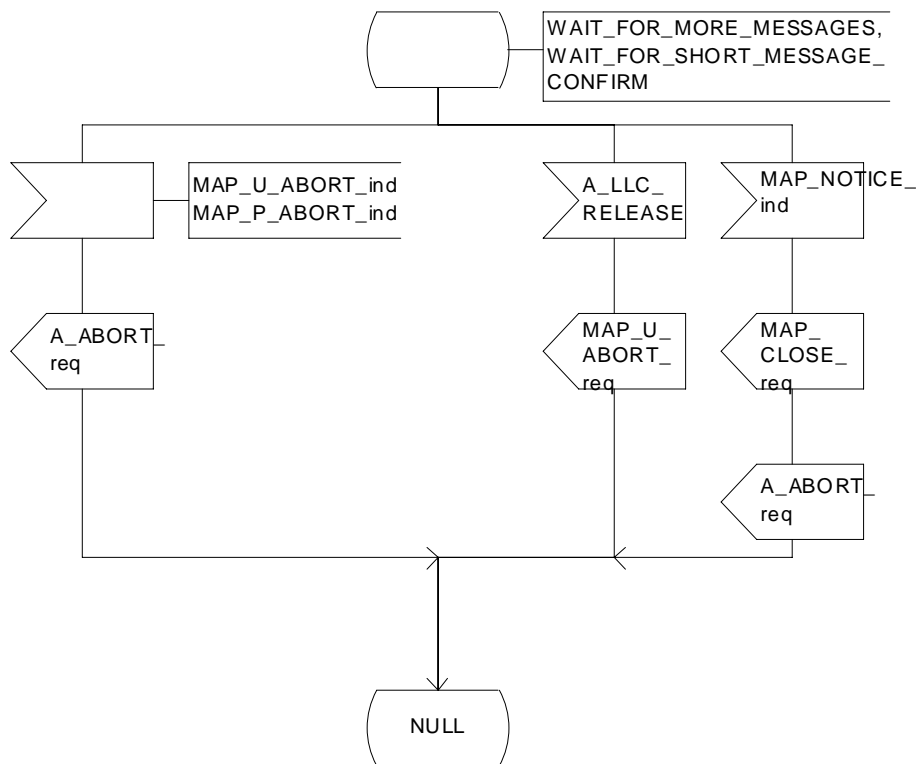 WAIT_FOR_MORE_MESSAGES,
WAIT_FOR_SHORT_MESSAGE_
CONFIRM
MAP_U_ABORT_ind
MAP_P_ABORT_ind
A_LLC_
RELEASE
MAP_NOTICE_
ind
A_ABORT_
req
MAP_U_
ABORT_
req
MAP_
CLOSE_
req
A_ABORT_
req
NULL